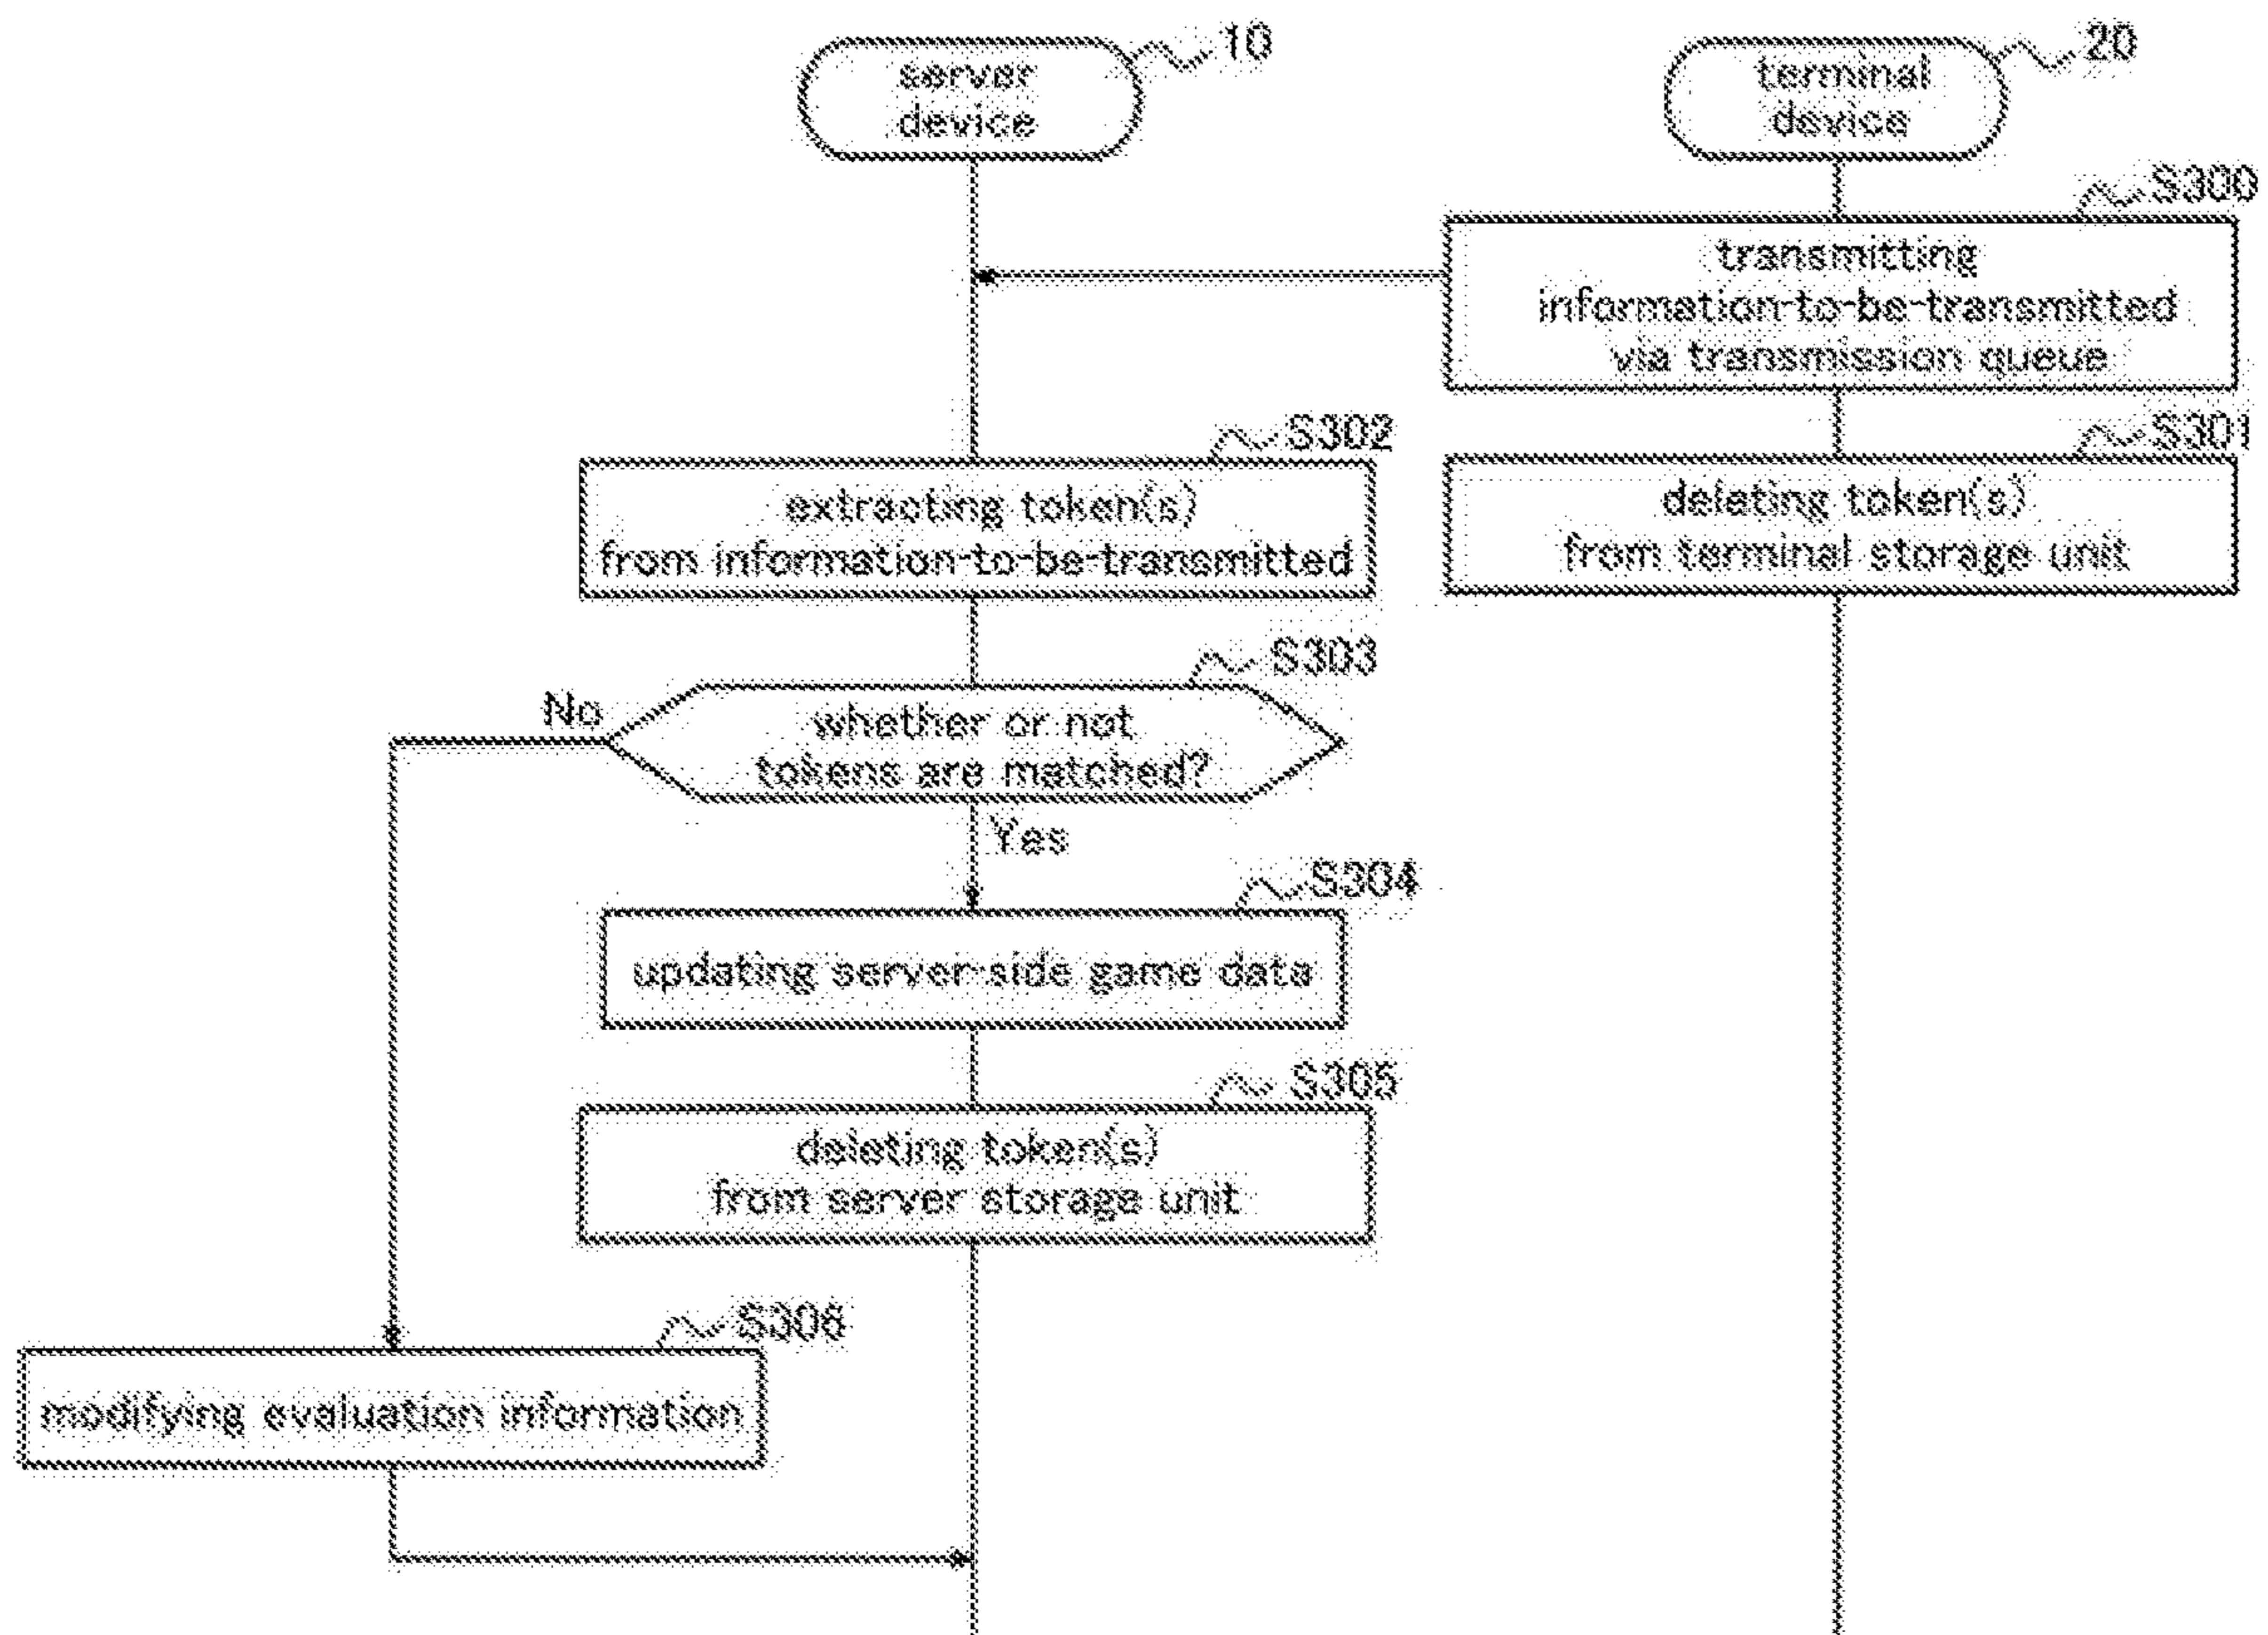 server
device
10
terminal
device
20
S300
transmitting
information-to-be-transmitted
via transmission queue
S302
extracting token(s)
from information-to-be-transmitted
S301
deleting token(s)
from terminal storage unit
S303
No
whether or not
tokens are matched?
Yes
S304
updating server-side game data
S305
deleting token(s)
from server storage unit
S306
modifying evaluation information